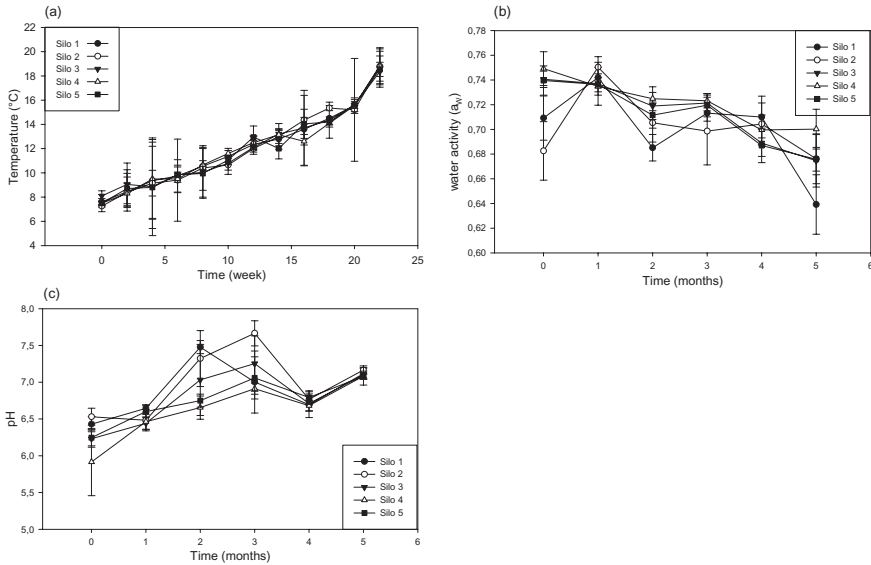 (a)
22
20
18
16
14
12
10
8
6
4
Temperature (°C)
Silo 1
Silo 2
Silo 3
Silo 4
Silo 5
0 5 10 15 20 25
Time (week)
(b)
0,78
0,76
0,74
0,72
0,70
0,68
0,66
0,64
0,62
0,60
water activity (aw)
Silo 1
Silo 2
Silo 3
Silo 4
Silo 5
0 1 2 3 4 5 6
Time (months)
(c)
8,0
7,5
7,0
6,5
6,0
5,5
5,0
pH
Silo 1
Silo 2
Silo 3
Silo 4
Silo 5
0 1 2 3 4 5 6
Time (months)